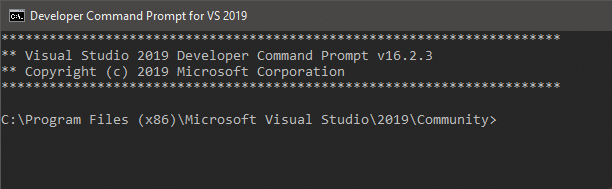 Developer Command Prompt for VS 2019
**********************************************************************
** Visual Studio 2019 Developer Command Prompt v16.2.3
** Copyright (c) 2019 Microsoft Corporation
**********************************************************************
C:\Program Files (x86)\Microsoft Visual Studio\2019\Community>